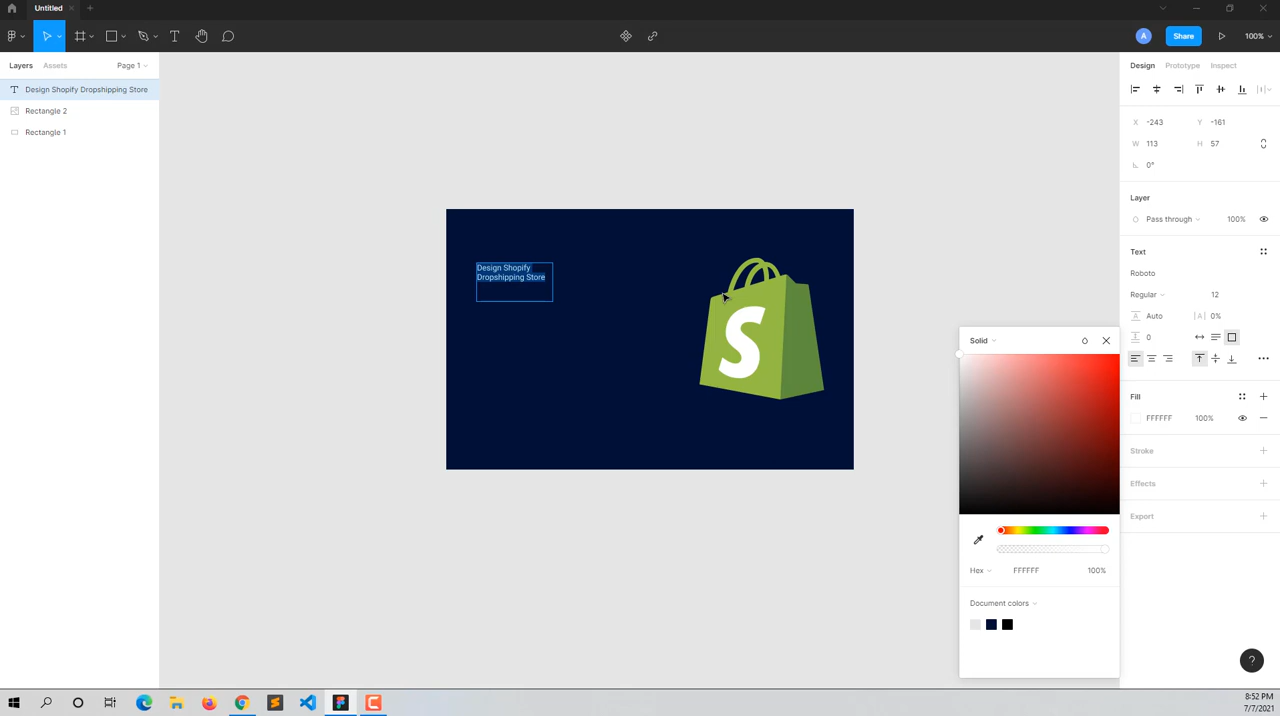 Untitled
Share
100%
Layers
Assets
Page 1
Design Shopify Dropshipping Store
Rectangle 2
Rectangle 1
Design Shopify
Dropshipping Store
S
Design
Prototype
Inspect
X
-243
Y
-161
W
113
H
57
0°
Layer
Pass through
100%
Text
Roboto
Regular
12
Auto
0%
0
Fill
FFFFFF
100%
Stroke
Effects
Export
Solid
Hex
FFFFFF
100%
Document colors
?
8:52 PM
7/7/2021